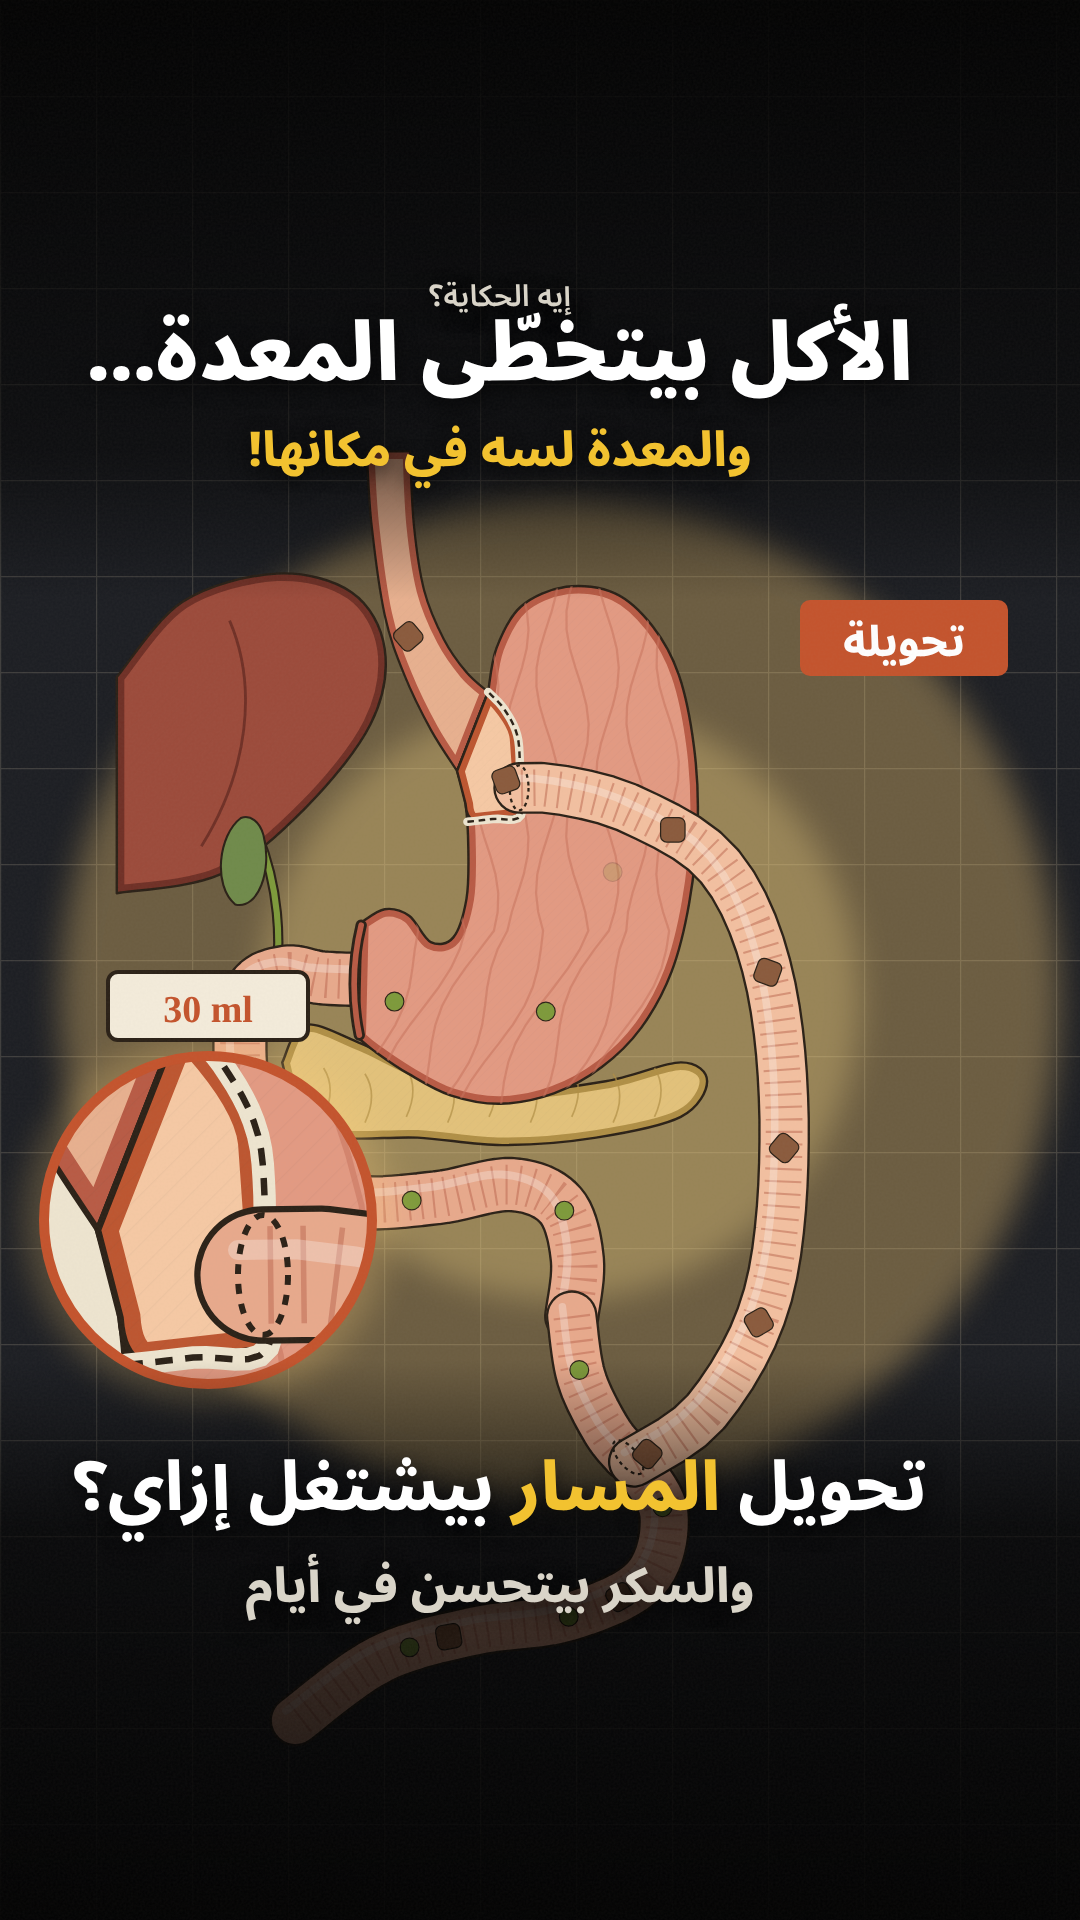 إيه الحكاية؟
الأكل بيتخطّى المعدة...
والمعدة لسه في مكانها!
تحويلة
30 ml
تحويل المسار بيشتغل إزاي؟
والسكر بيتحسن في أيام